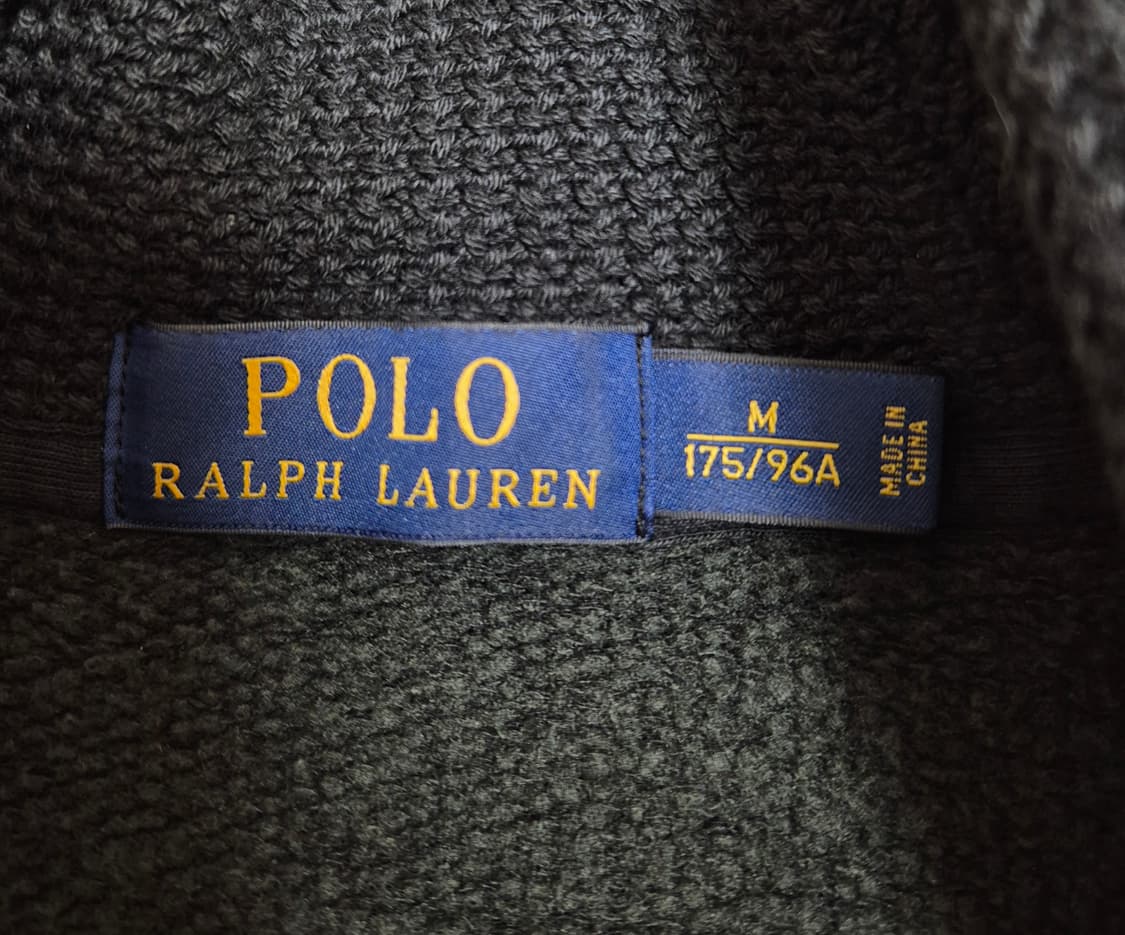 POLO
RALPH LAUREN
M
175/96A
MADE IN
CHINA